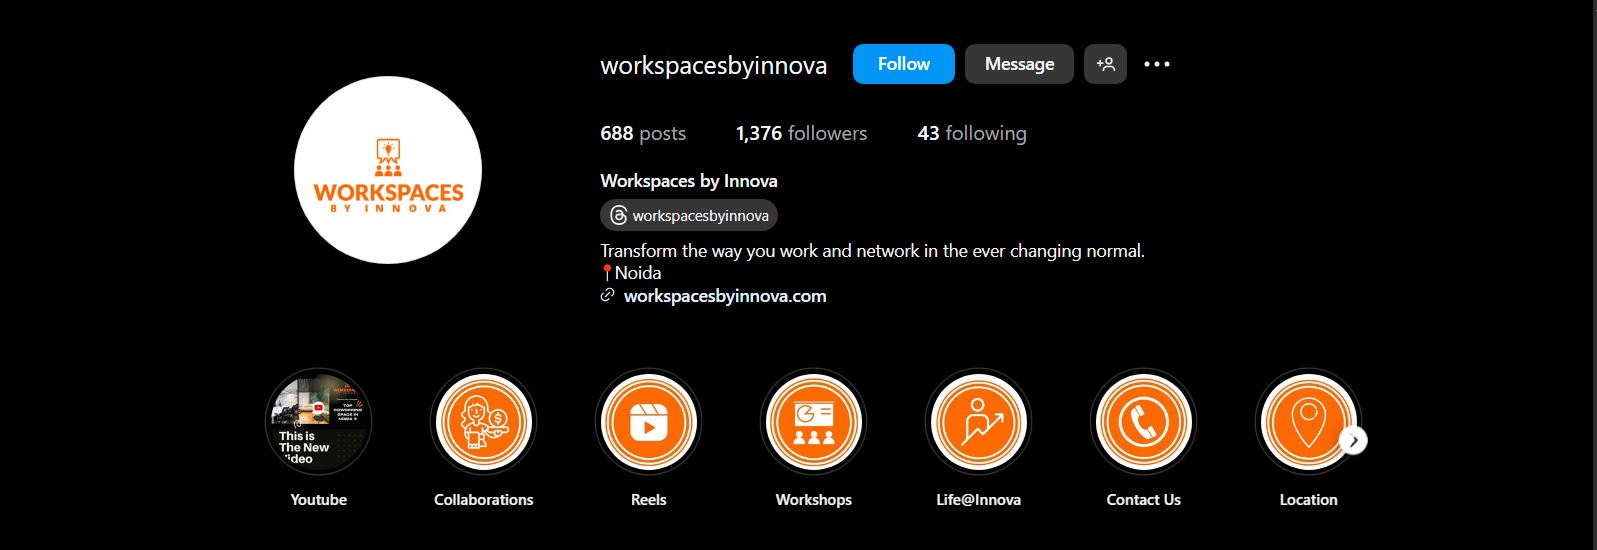 workspacesbyinnova Follow Message
688 posts 1,376 followers 43 following
WORKSPACES
BY INNOVA
Workspaces by Innova
workspacesbyinnova
Transform the way you work and network in the ever changing normal.
📍Noida
workspacesbyinnova.com
TOP
COWORKING
SPACE IN
NOIDA
This is
The New
Video
Youtube Collaborations Reels Workshops Life@Innova Contact Us Location